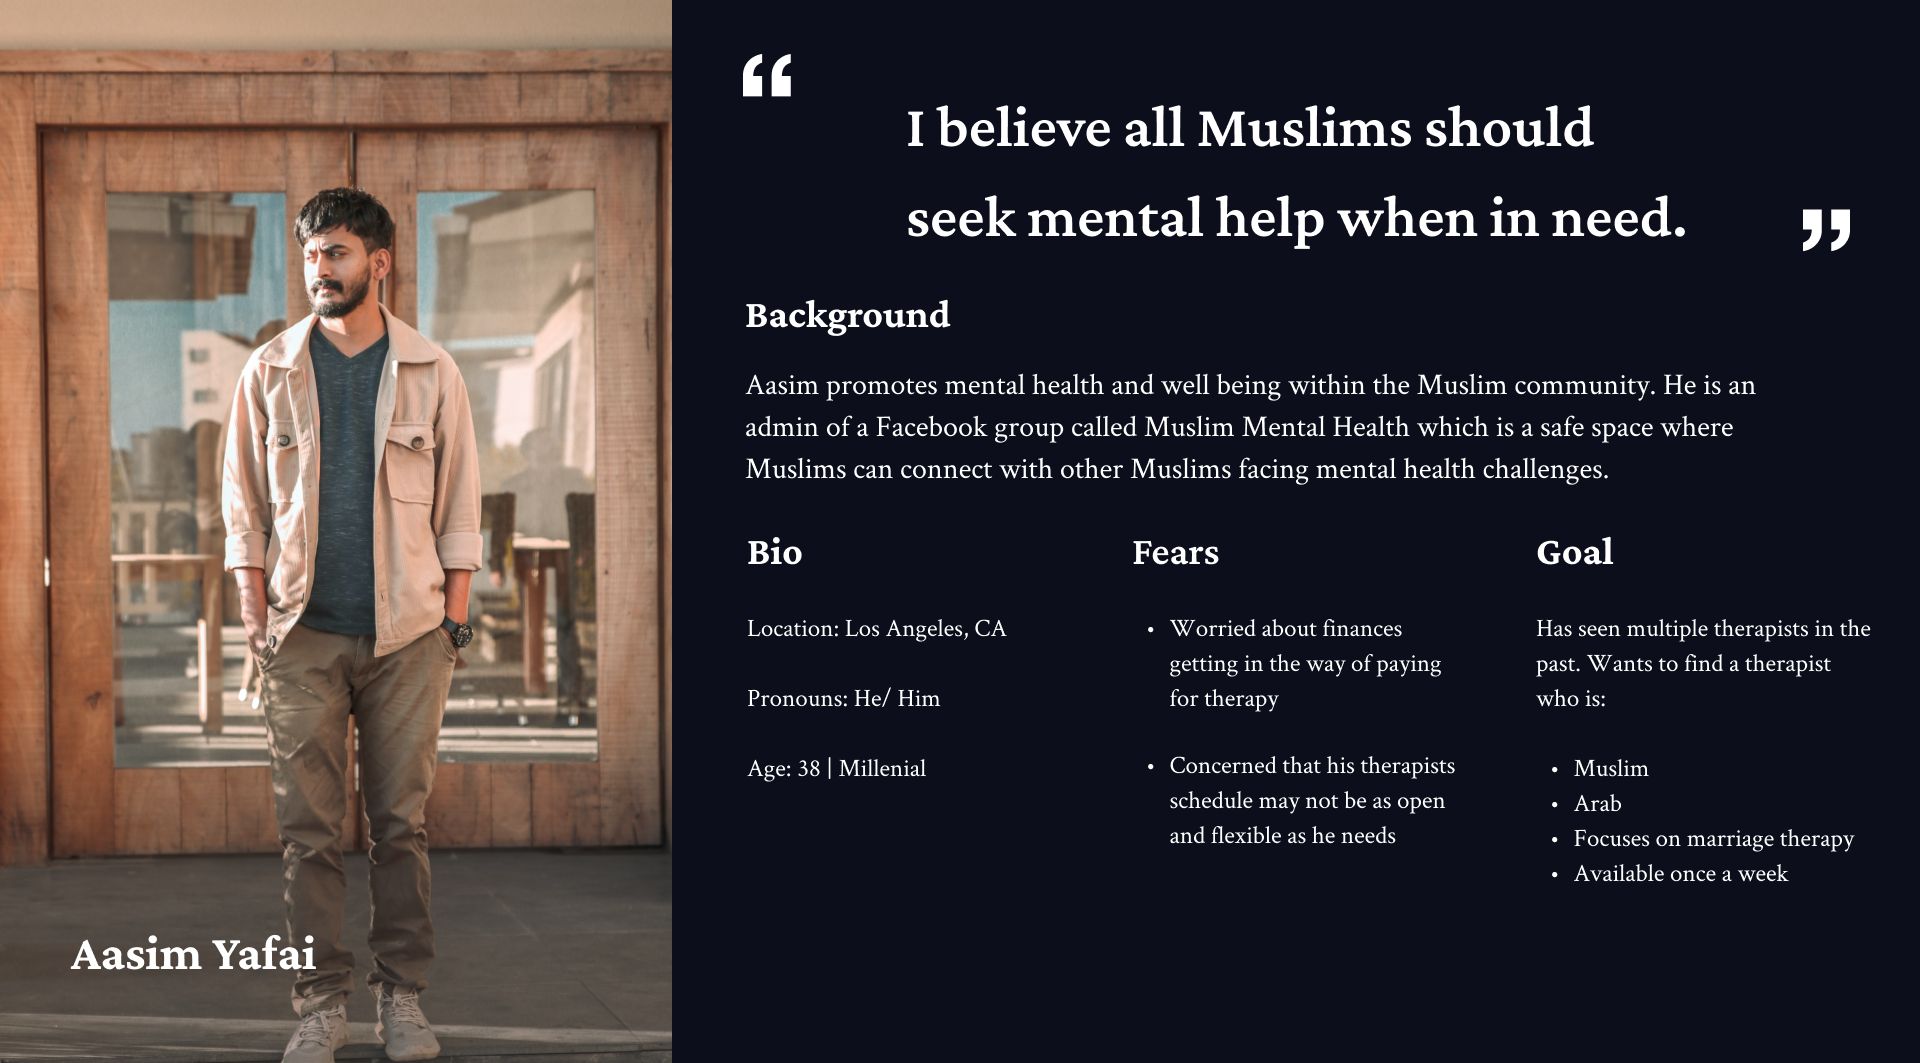 “
I believe all Muslims should
seek mental help when in need.
”
Background
Aasim promotes mental health and well being within the Muslim community. He is an
admin of a Facebook group called Muslim Mental Health which is a safe space where
Muslims can connect with other Muslims facing mental health challenges.
Bio
Location: Los Angeles, CA
Pronouns: He/ Him
Age: 38 | Millenial
Fears
• Worried about finances
getting in the way of paying
for therapy
• Concerned that his therapists
schedule may not be as open
and flexible as he needs
Goal
Has seen multiple therapists in the
past. Wants to find a therapist
who is:
• Muslim
• Arab
• Focuses on marriage therapy
• Available once a week
Aasim Yafai